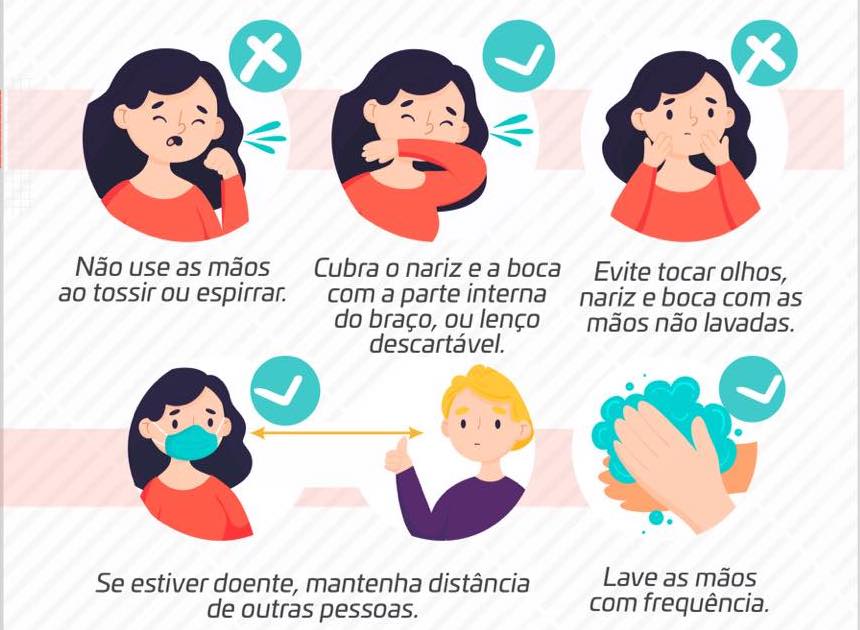 Não use as mãos
ao tossir ou espirrar.
Cubra o nariz e a boca
com a parte interna
do braço, ou lenço
descartável.
Evite tocar olhos,
nariz e boca com as
mãos não lavadas.
Se estiver doente, mantenha distância
de outras pessoas.
Lave as mãos
com frequência.